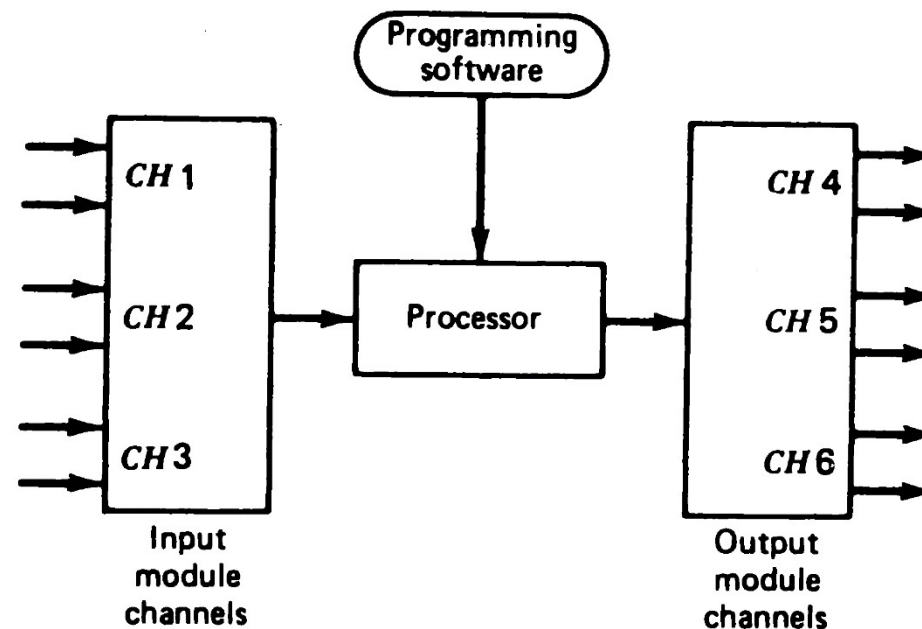 Programming
software
CH 1
CH 2
CH 3
Processor
CH 4
CH 5
CH 6
Input
module
channels
Output
module
channels